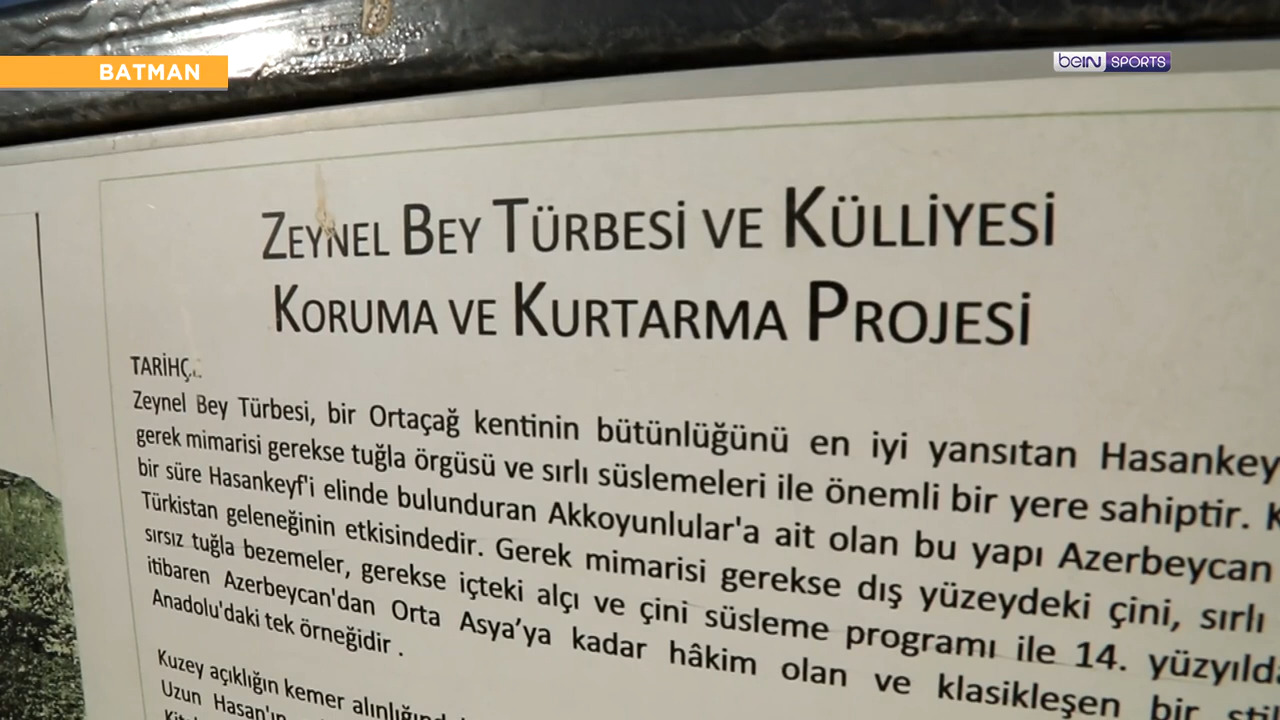 BATMAN
beIN SPORTS
ZEYNEL BEY TÜRBESİ VE KÜLLİYESİ
KORUMA VE KURTARMA PROJESİ
Zeynel Bey Türbesi, bir Ortaçağ kentinin bütünlüğünü en iyi yansıtan
gerek mimarisi gerekse tuğla örgüsü ve sırlı süslemeleri ile önemli bir yere sahiptir.
bir süre Hasankeyf'i elinde bulunduran Akkoyunlular'a ait olan bu yapı Azerbeycan
Türkistan geleneğinin etkisindedir. Gerek mimarisi gerekse dış yüzeydeki çini, sırlı
sırsız tuğla bezemeler, gerekse içteki alçı ve çini süsleme programı ile 14.
itibaren Azerbeycan'dan Orta Asya'ya kadar hâkim olan ve klasikleşen bir
Anadolu'daki tek örneğidir .
Kuzey açıklığın kemer
Uzun Hasan'ın